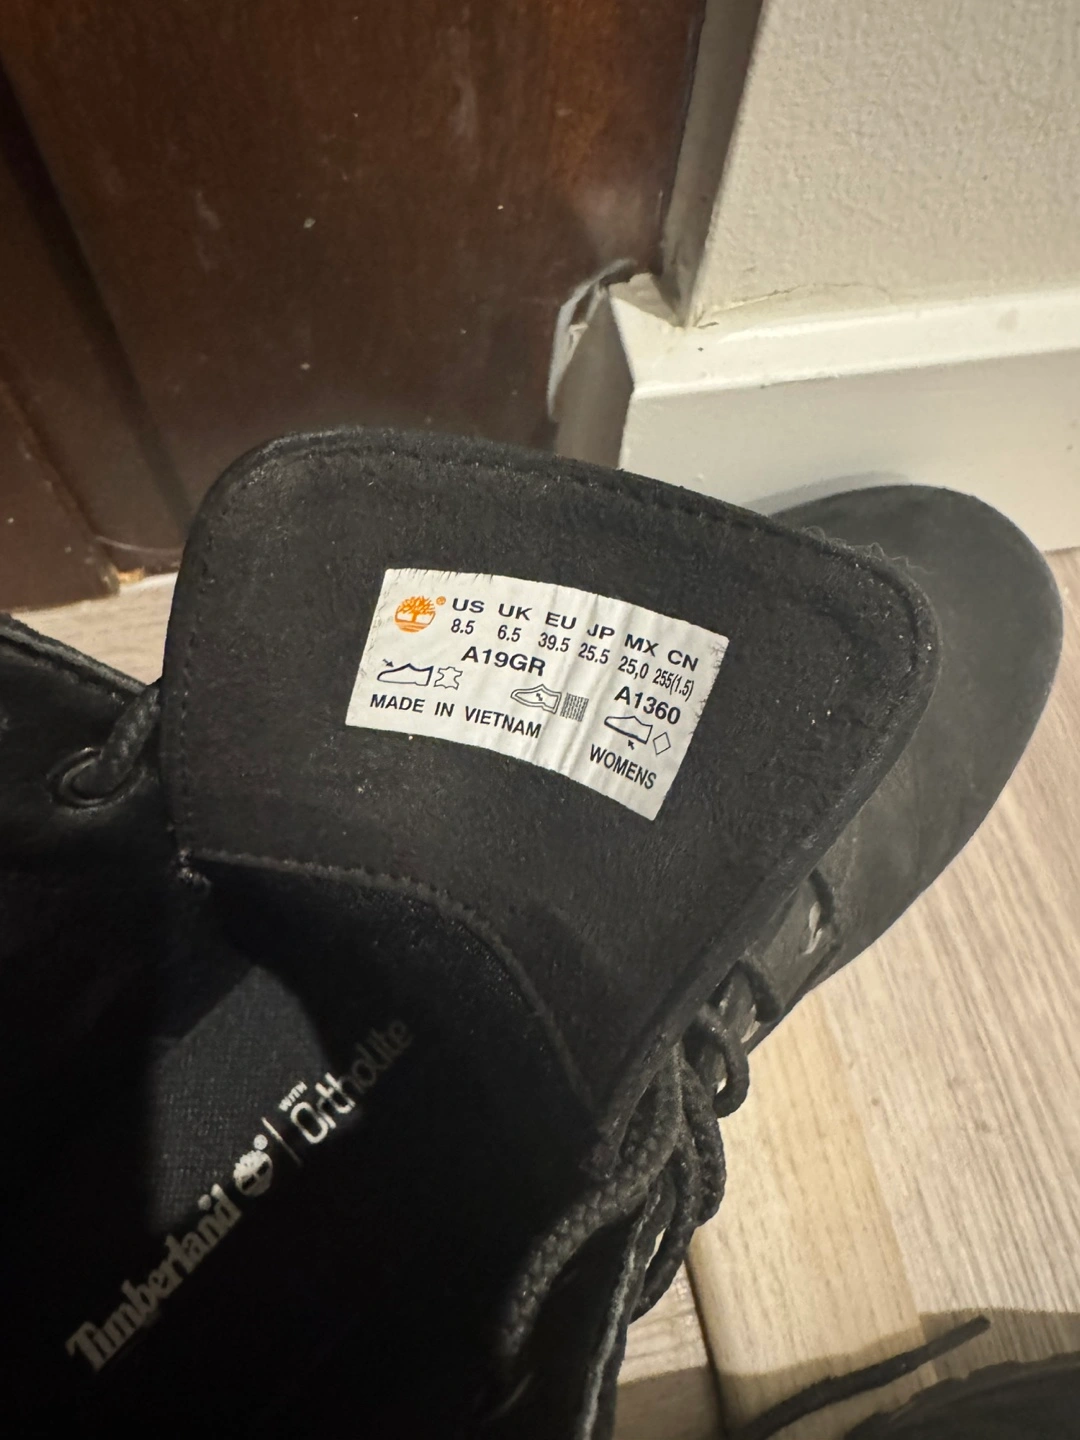 US UK EU JP MX CN
8.5 6.5 39.5 25.5 25,0 255(1.5)
A19GR A1360
MADE IN VIETNAM
WOMENS
Timberland ® | WITH OrthoLite